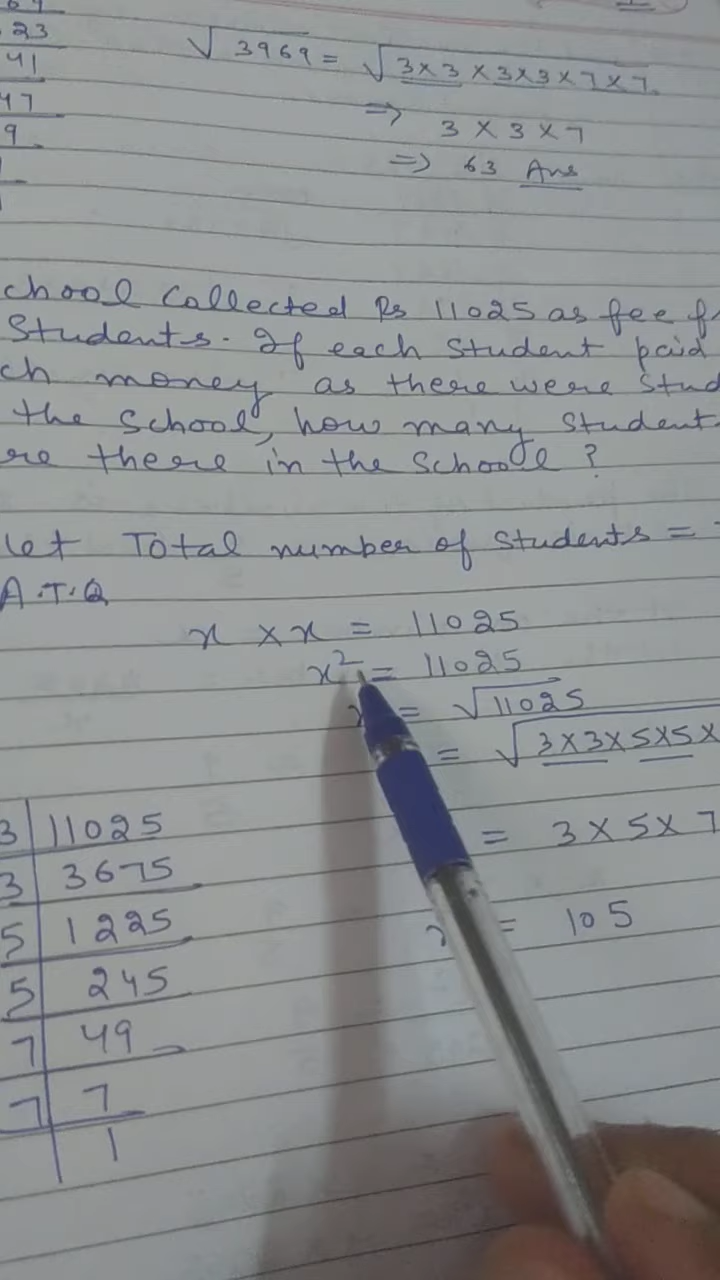 23
41
47
9
√3969 = √3×3×3×3×7×7
=> 3×3×7
=> 63 Ans
chool collected Rs 11025 as fee f
Students. If each student paid
ch money as there were stud
the school, how many student
re there in the school ?
let Total number of students =
A.T.Q
x × x = 11025
x² = 11025
= √11025
= √3×3×5×5×
= 3×5×7
= 105
3 | 11025
3 | 3675
5 | 1225
5 | 245
7 | 49
7 | 7
| 1